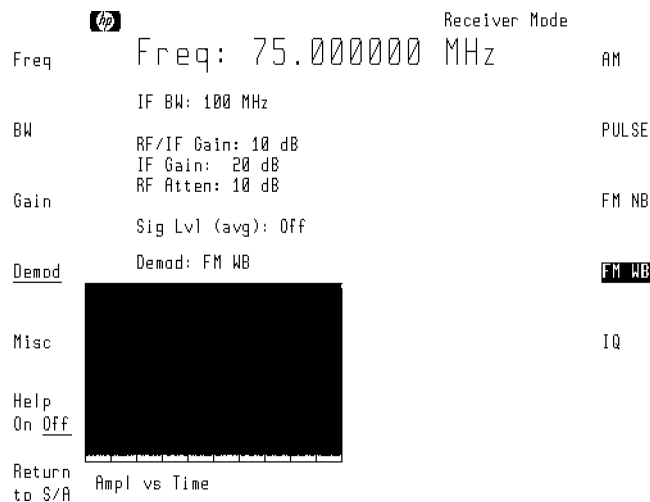 hp
Receiver Mode
Freq: 75.000000 MHz
IF BW: 100 MHz
RF/IF Gain: 10 dB
IF Gain: 20 dB
RF Atten: 10 dB
Sig Lvl (avg): Off
Demod: FM WB
Ampl vs Time
Freq
BW
Gain
Demod
Misc
Help
On Off
Return
to S/A
AM
PULSE
FM NB
FM WB
IQ